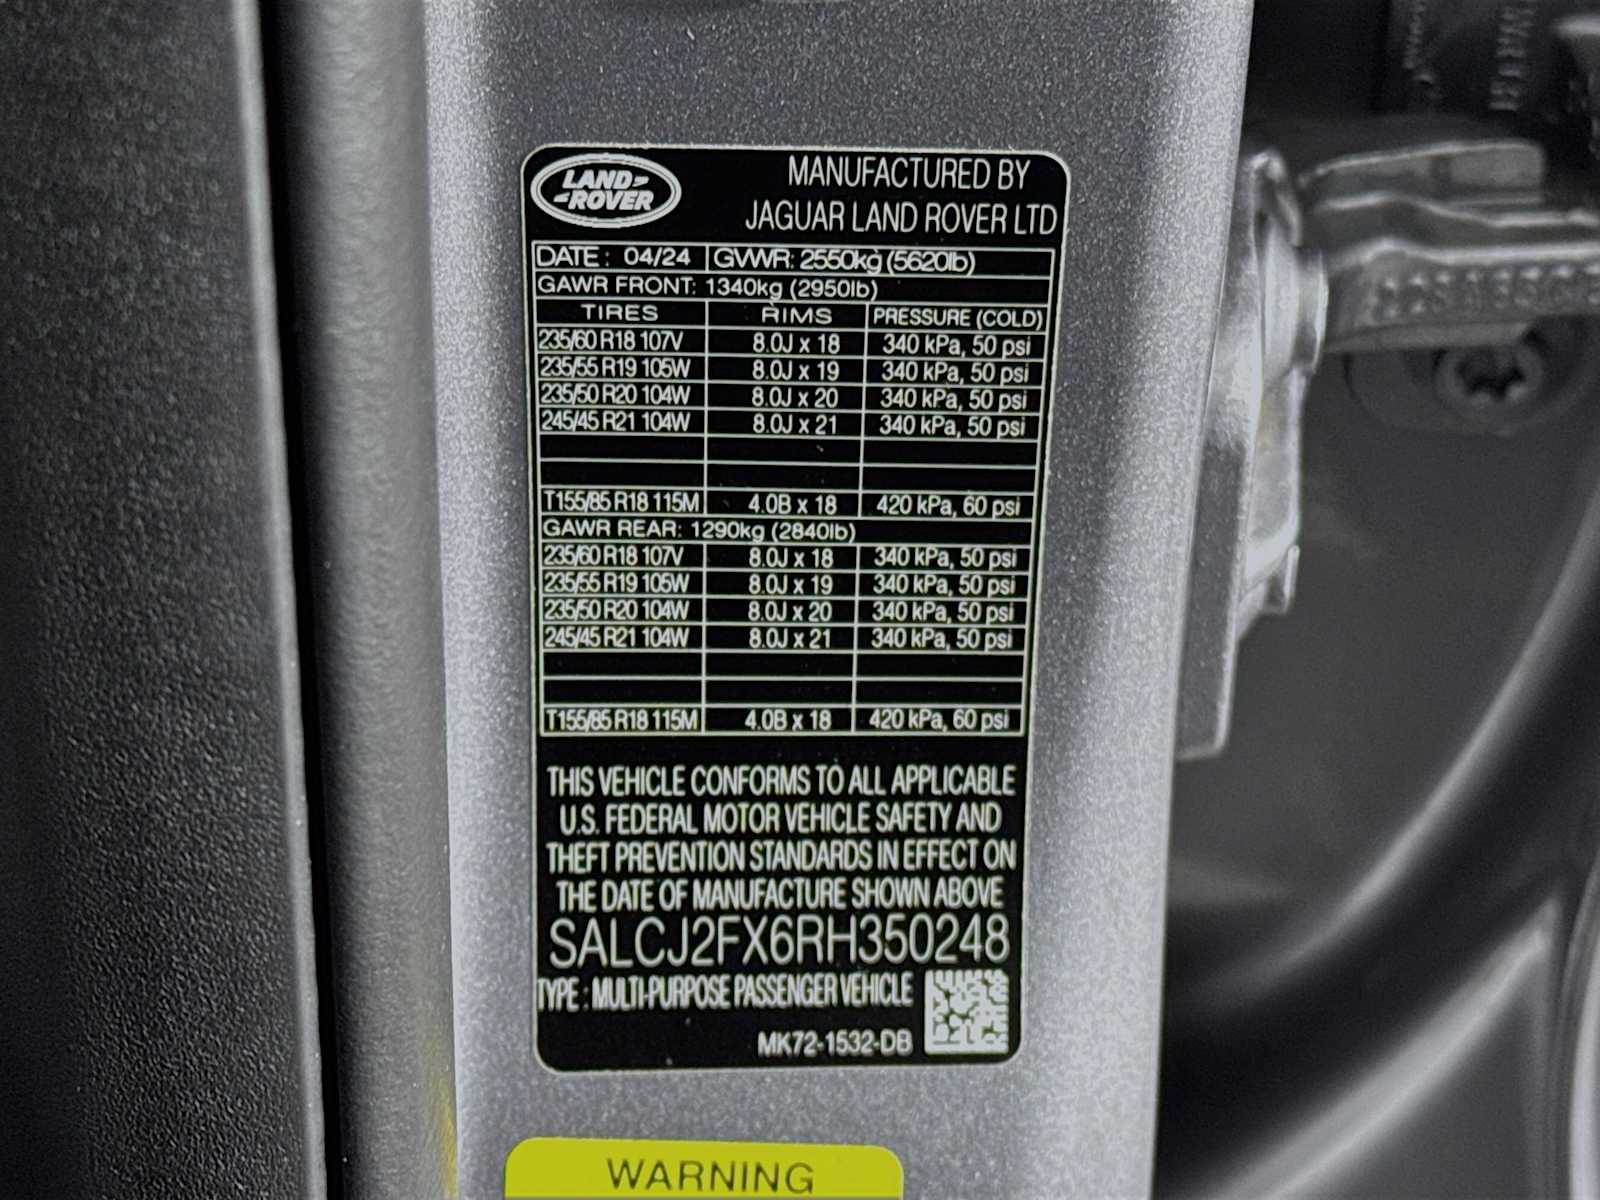 LAND ROVER
MANUFACTURED BY
JAGUAR LAND ROVER LTD
DATE: 04/24 GVWR: 2550kg (5620lb)
GAWR FRONT: 1340kg (2950lb)
TIRES RIMS PRESSURE (COLD)
235/60 R18 107V 8.0J x 18 340 kPa, 50 psi
235/55 R19 105W 8.0J x 19 340 kPa, 50 psi
235/50 R20 104W 8.0J x 20 340 kPa, 50 psi
245/45 R21 104W 8.0J x 21 340 kPa, 50 psi
T155/85 R18 115M 4.0B x 18 420 kPa, 60 psi
GAWR REAR: 1290kg (2840lb)
235/60 R18 107V 8.0J x 18 340 kPa, 50 psi
235/55 R19 105W 8.0J x 19 340 kPa, 50 psi
235/50 R20 104W 8.0J x 20 340 kPa, 50 psi
245/45 R21 104W 8.0J x 21 340 kPa, 50 psi
T155/85 R18 115M 4.0B x 18 420 kPa, 60 psi
THIS VEHICLE CONFORMS TO ALL APPLICABLE
U.S. FEDERAL MOTOR VEHICLE SAFETY AND
THEFT PREVENTION STANDARDS IN EFFECT ON
THE DATE OF MANUFACTURE SHOWN ABOVE
SALCJ2FX6RH350248
TYPE : MULTI-PURPOSE PASSENGER VEHICLE
MK72-1532-DB
WARNING